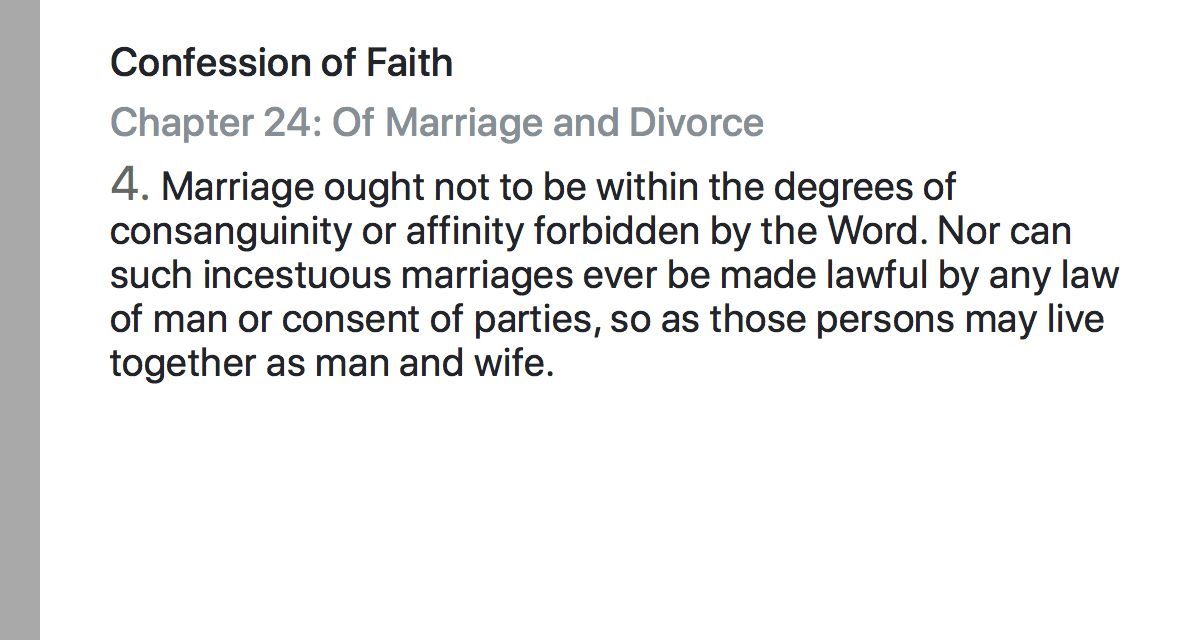 Confession of Faith
Chapter 24: Of Marriage and Divorce
4. Marriage ought not to be within the degrees of
consanguinity or affinity forbidden by the Word. Nor can
such incestuous marriages ever be made lawful by any law
of man or consent of parties, so as those persons may live
together as man and wife.